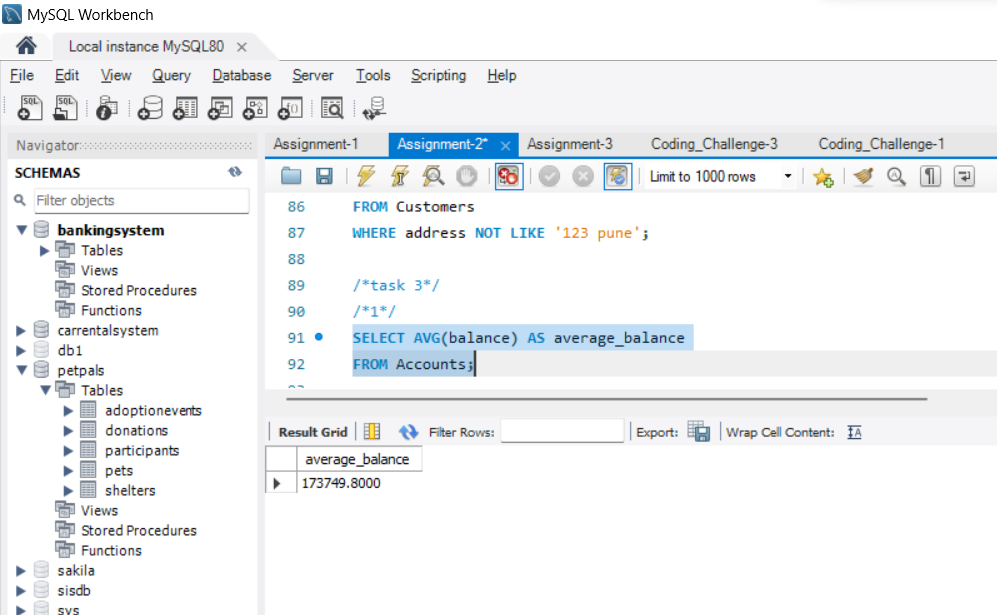 MySQL Workbench
Local instance MySQL80
File Edit View Query Database Server Tools Scripting Help
Navigator
SCHEMAS
Filter objects
bankingsystem
Tables
Views
Stored Procedures
Functions
carrentalsystem
db1
petpals
Tables
adoptionevents
donations
participants
pets
shelters
Views
Stored Procedures
Functions
sakila
sisdb
sys
Assignment-1 Assignment-2* Assignment-3 Coding_Challenge-3 Coding_Challenge-1
Limit to 1000 rows
86 FROM Customers
87 WHERE address NOT LIKE '123 pune';
88
89 /*task 3*/
90 /*1*/
91 SELECT AVG(balance) AS average_balance
92 FROM Accounts;
Result Grid Filter Rows: Export: Wrap Cell Content:
average_balance
173749.8000